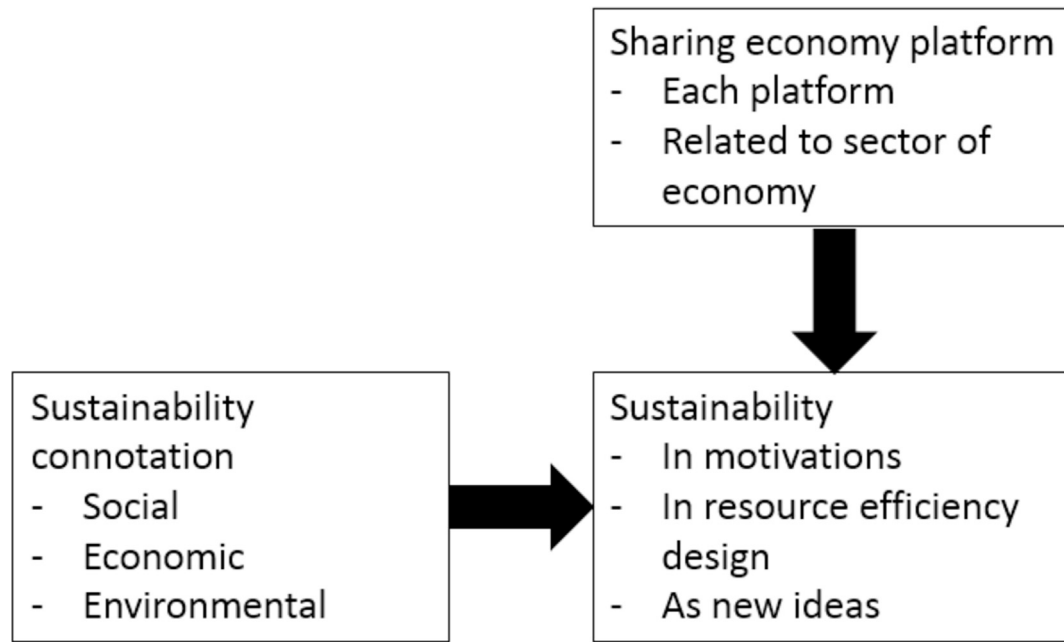 Sharing economy platform
- Each platform
- Related to sector of
economy
Sustainability
connotation
- Social
- Economic
- Environmental
Sustainability
- In motivations
- In resource efficiency
design
- As new ideas